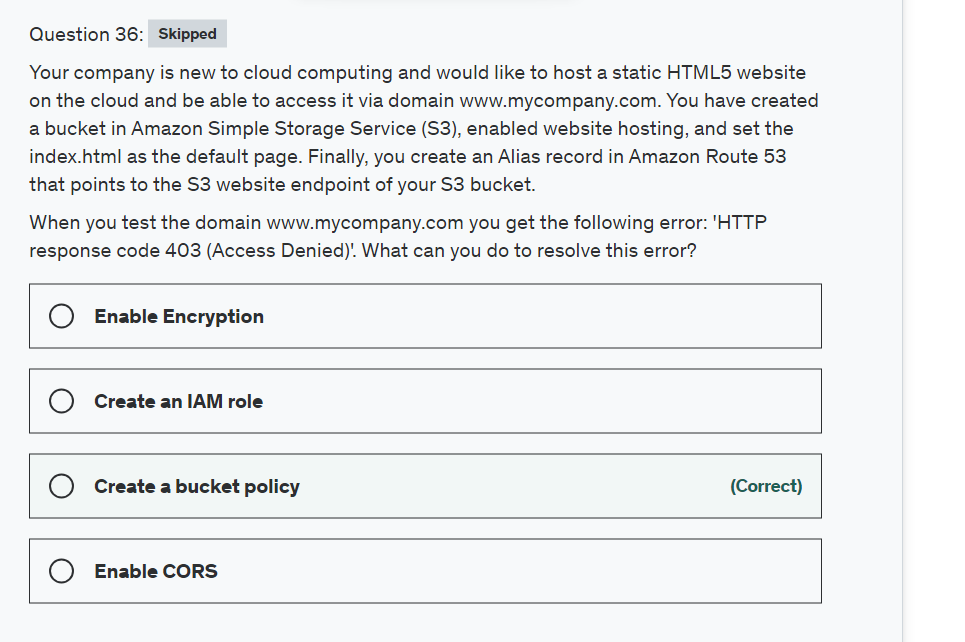 Question 36: Skipped
Your company is new to cloud computing and would like to host a static HTML5 website
on the cloud and be able to access it via domain www.mycompany.com. You have created
a bucket in Amazon Simple Storage Service (S3), enabled website hosting, and set the
index.html as the default page. Finally, you create an Alias record in Amazon Route 53
that points to the S3 website endpoint of your S3 bucket.
When you test the domain www.mycompany.com you get the following error: 'HTTP
response code 403 (Access Denied)'. What can you do to resolve this error?
Enable Encryption
Create an IAM role
Create a bucket policy (Correct)
Enable CORS